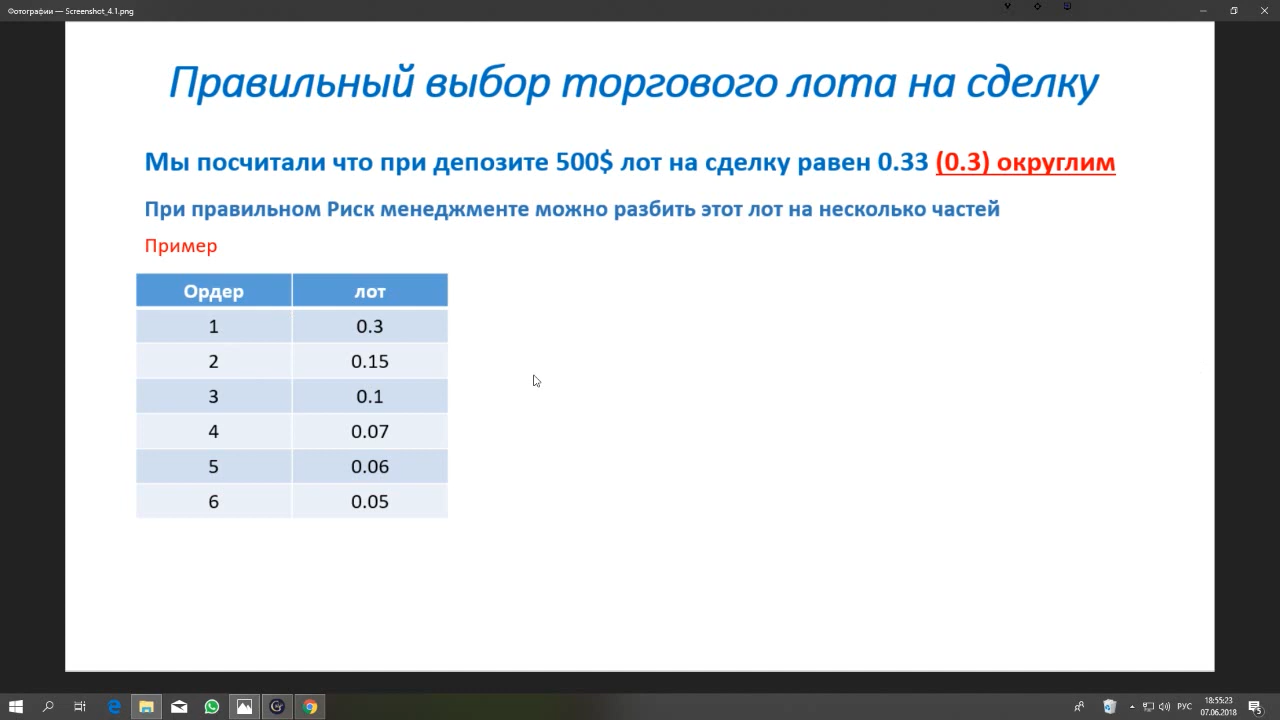 Фотографии — Screenshot_4.1.png
Правильный выбор торгового лота на сделку
Мы посчитали что при депозите 500$ лот на сделку равен 0.33 (0.3) округлим
При правильном Риск менеджменте можно разбить этот лот на несколько частей
Пример
Ордер лот
1 0.3
2 0.15
3 0.1
4 0.07
5 0.06
6 0.05
РУС
18:55:23
07.06.2018
5